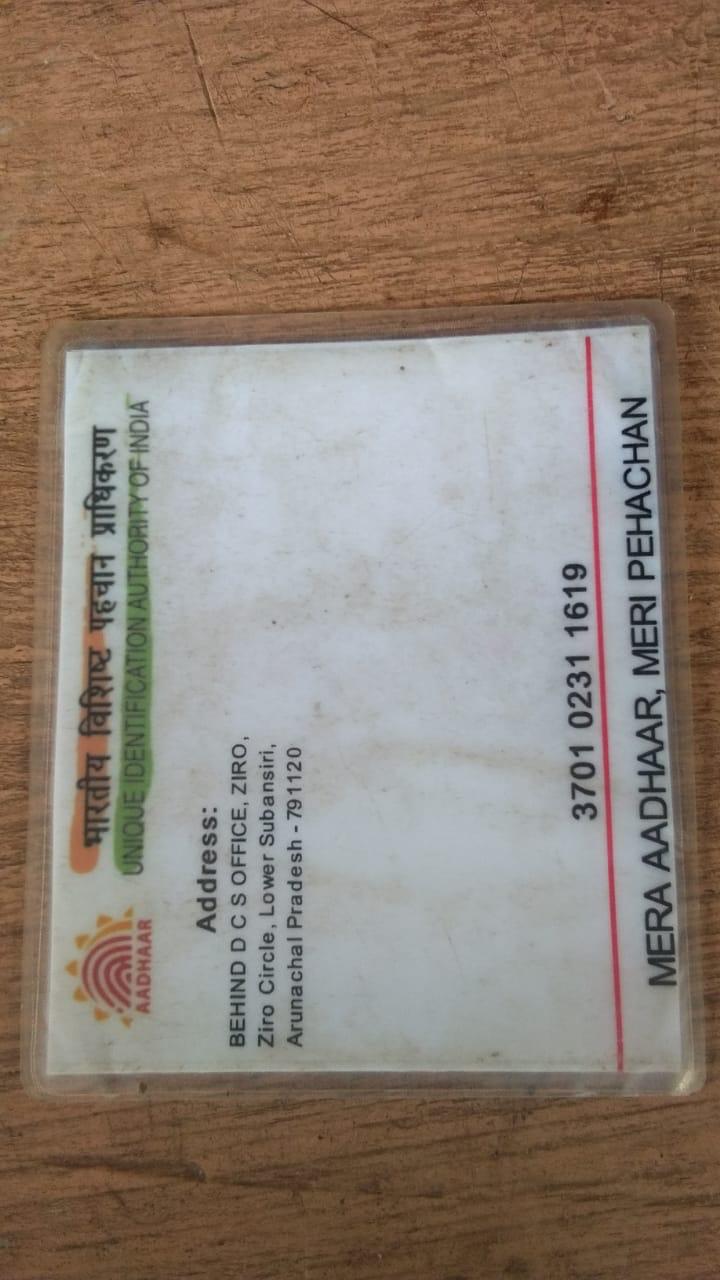 भारतीय विशिष्ट पहचान प्राधिकरण
UNIQUE IDENTIFICATION AUTHORITY OF INDIA
AADHAAR
Address:
BEHIND D C S OFFICE, ZIRO,
Ziro Circle, Lower Subansiri,
Arunachal Pradesh - 791120
3701 0231 1619
MERA AADHAAR, MERI PEHACHAN